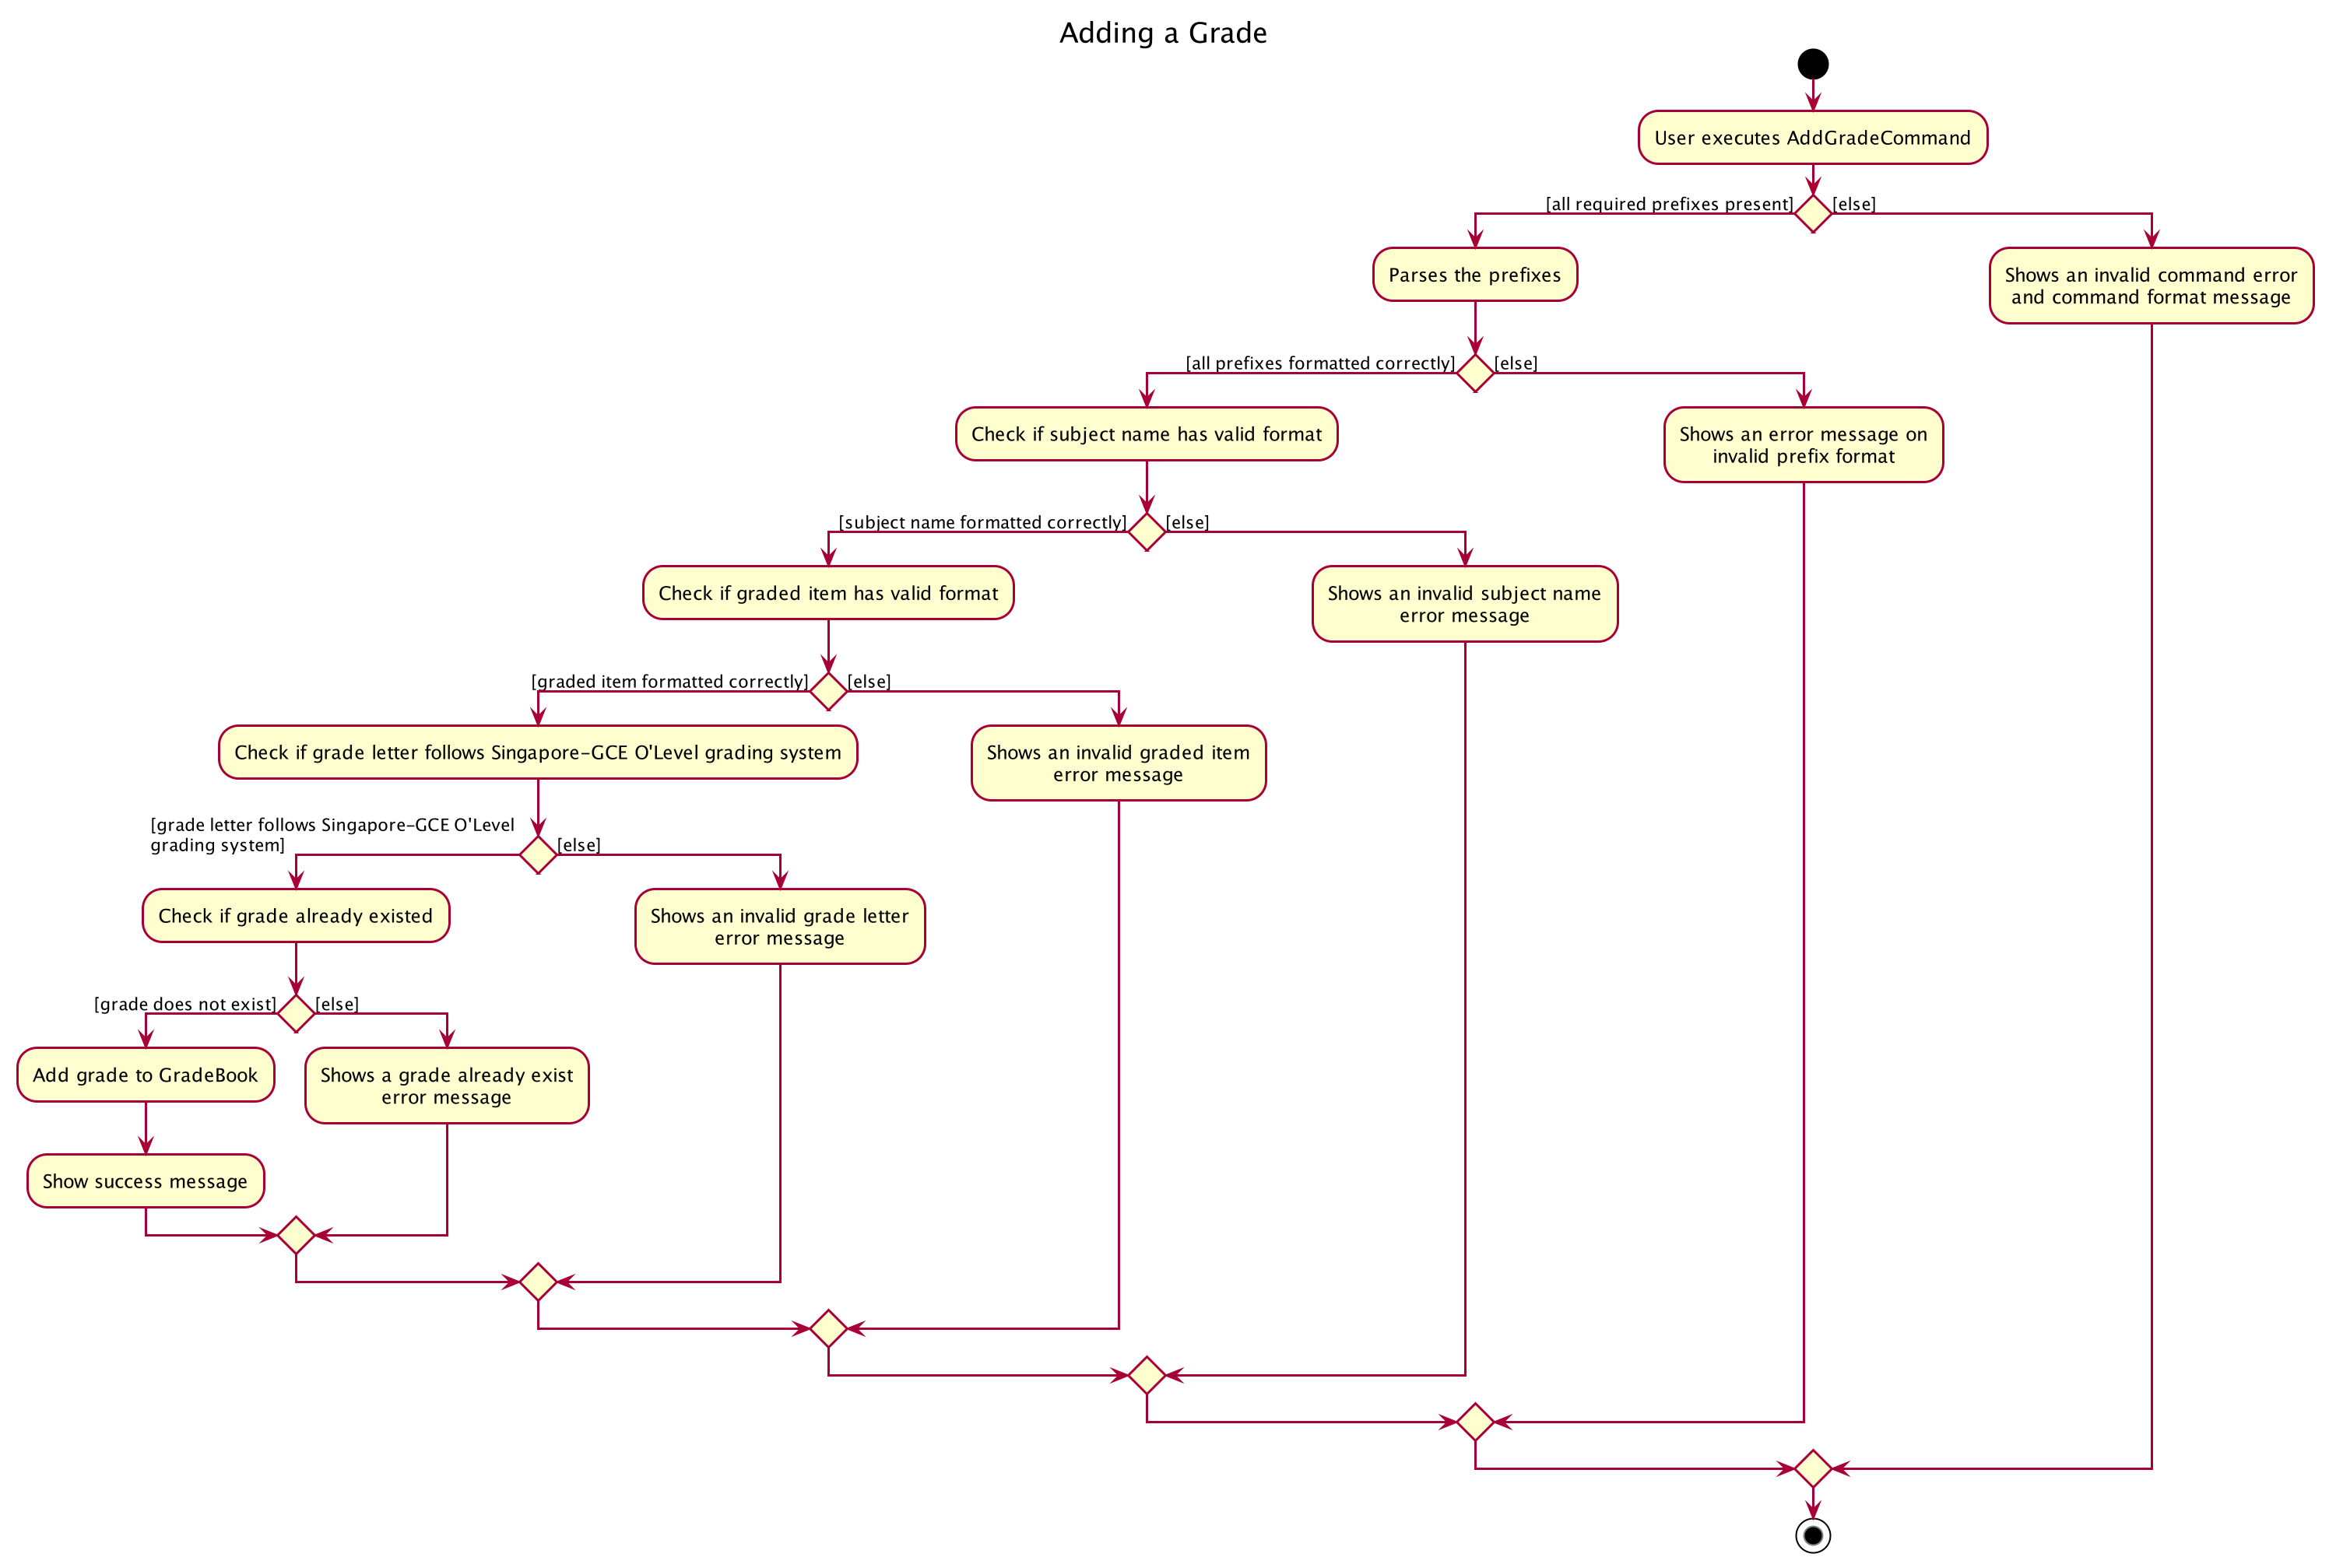 Adding a Grade
User executes AddGradeCommand
[all required prefixes present]
[else]
Parses the prefixes
Shows an invalid command error
and command format message
[all prefixes formatted correctly]
[else]
Check if subject name has valid format
Shows an error message on
invalid prefix format
[subject name formatted correctly]
[else]
Check if graded item has valid format
Shows an invalid subject name
error message
[graded item formatted correctly]
[else]
Check if grade letter follows Singapore-GCE O'Level grading system
Shows an invalid graded item
error message
[grade letter follows Singapore-GCE O'Level
grading system]
[else]
Check if grade already existed
Shows an invalid grade letter
error message
[grade does not exist]
[else]
Add grade to GradeBook
Shows a grade already exist
error message
Show success message